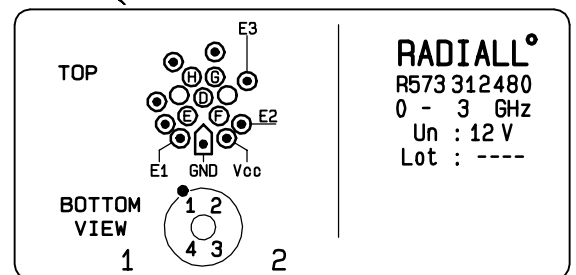 E3
TOP
H G
D
E F
E2
E1 GND Vcc
BOTTOM
VIEW
1 2
4 3
1 2
RADIALL°
R573 312480
0 - 3 GHz
Un : 12 V
Lot : ----